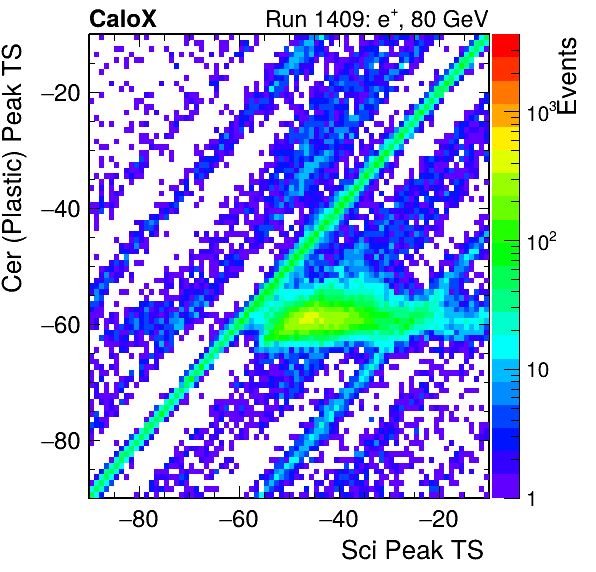 CaloX Run 1409: e⁺, 80 GeV
Cer (Plastic) Peak TS
−20
−40
−60
−80
−80 −60 −40 −20
Sci Peak TS
Events
10³
10²
10
1